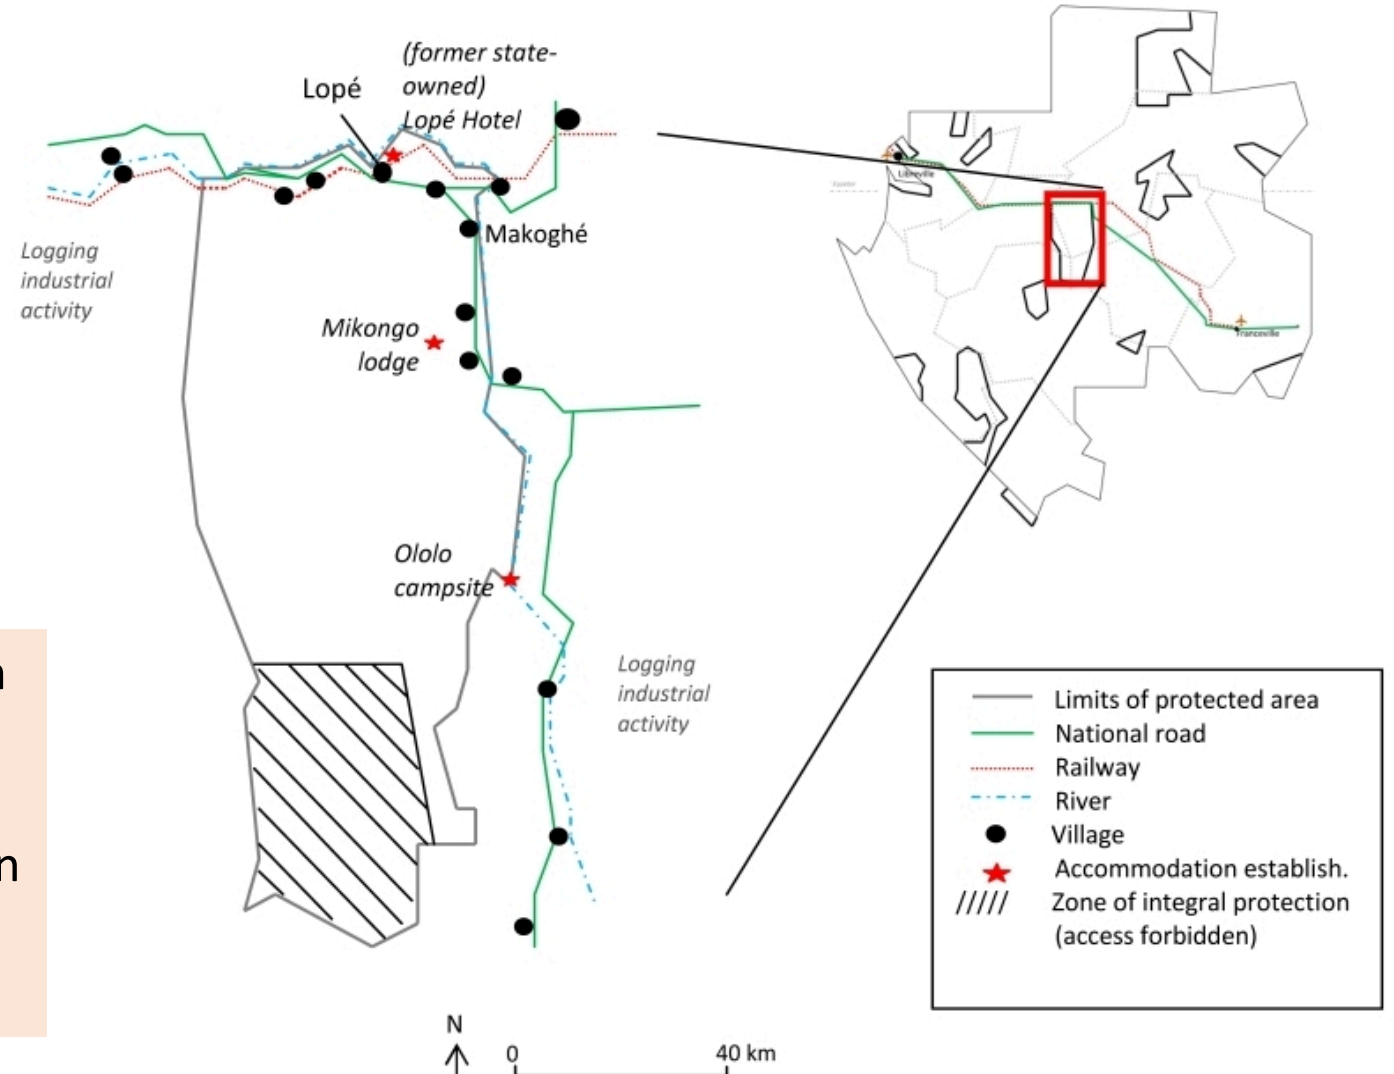 (former state-
owned)
Lopé Hotel
Lopé
Logging
industrial
activity
Makoghé
Mikongo
lodge
Ololo
campsite
Logging
industrial
activity
n
N
0
40 km
Libreville
Franceville
Limits of protected area
National road
Railway
River
Village
Accommodation establish.
Zone of integral protection
(access forbidden)